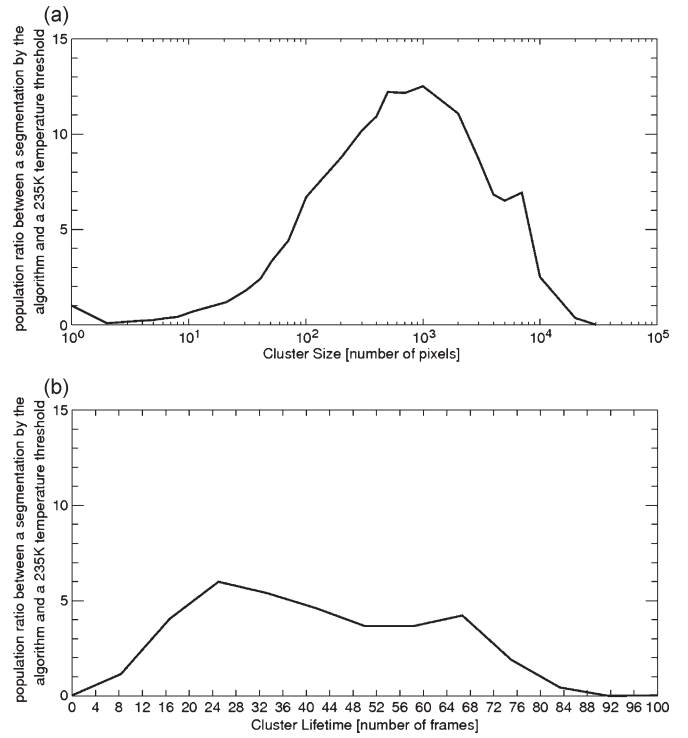 (a)
population ratio between a segmentation by the
algorithm and a 235K temperature threshold
15
10
5
0
10^0 10^1 10^2 10^3 10^4 10^5
Cluster Size [number of pixels]
(b)
population ratio between a segmentation by the
algorithm and a 235K temperature threshold
15
10
5
0
0 4 8 12 16 20 24 28 32 36 40 44 48 52 56 60 64 68 72 76 80 84 88 92 96 100
Cluster Lifetime [number of frames]